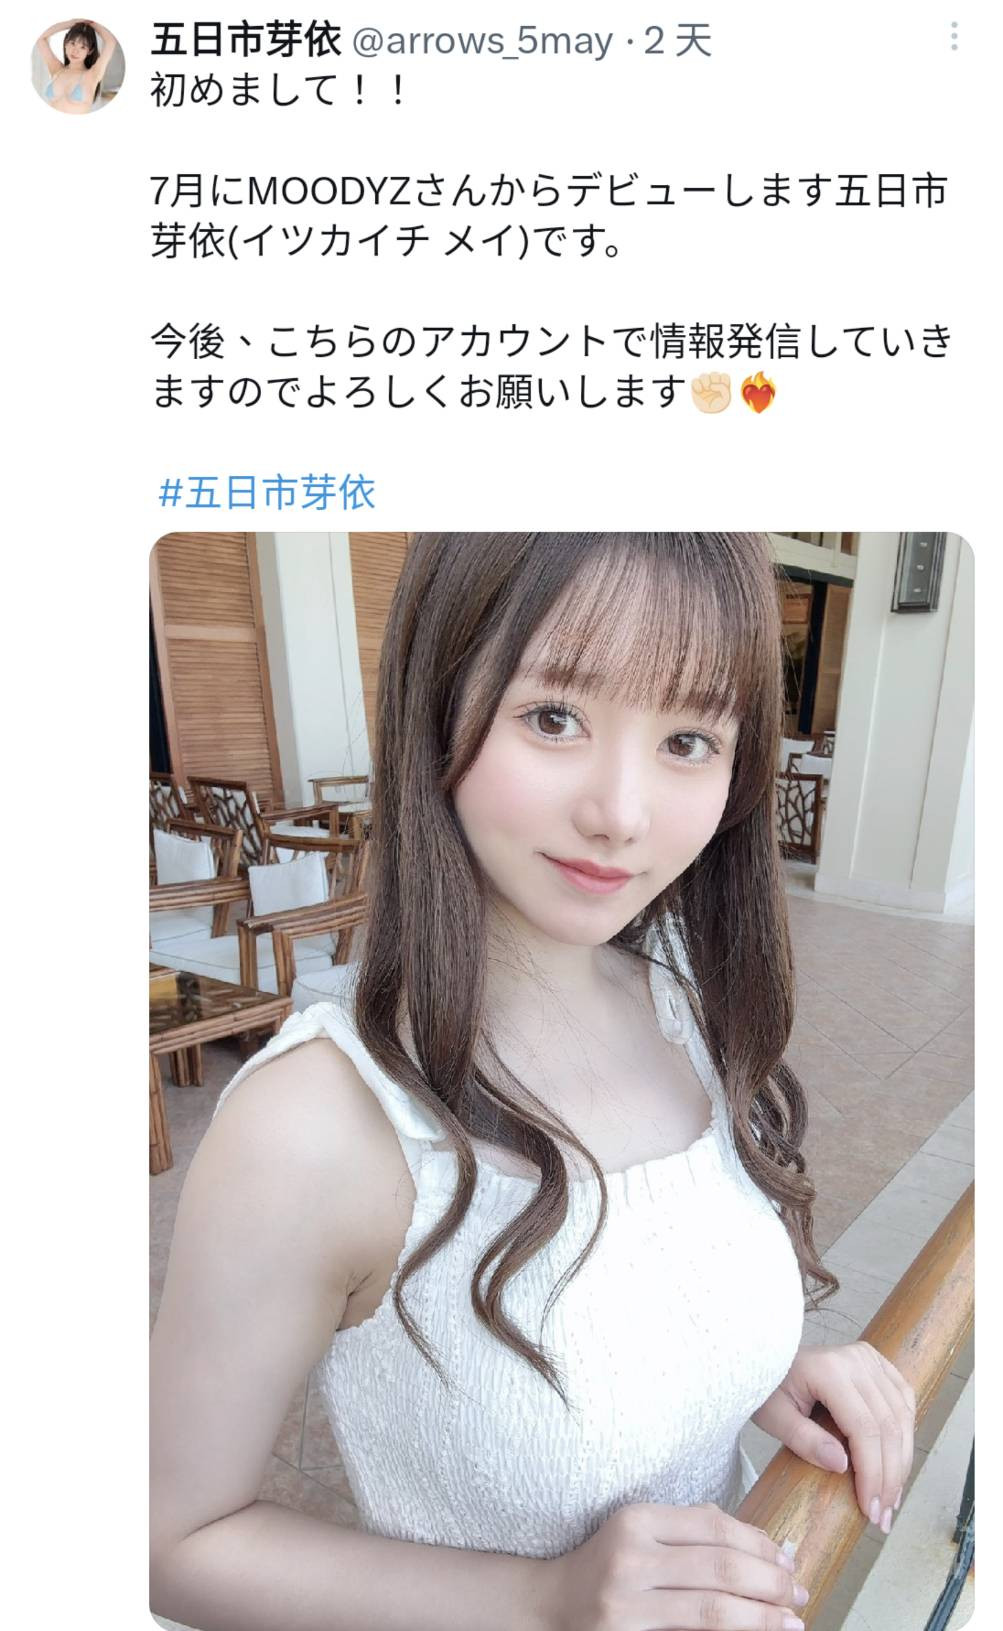 五日市芽依 @arrows_5may · 2 天
初めまして！！
7月にMOODYZさんからデビューします五日市
芽依(イツカイチ メイ)です。
今後、こちらのアカウントで情報発信していき
ますのでよろしくお願いします✊🏻❤️‍🔥
#五日市芽依